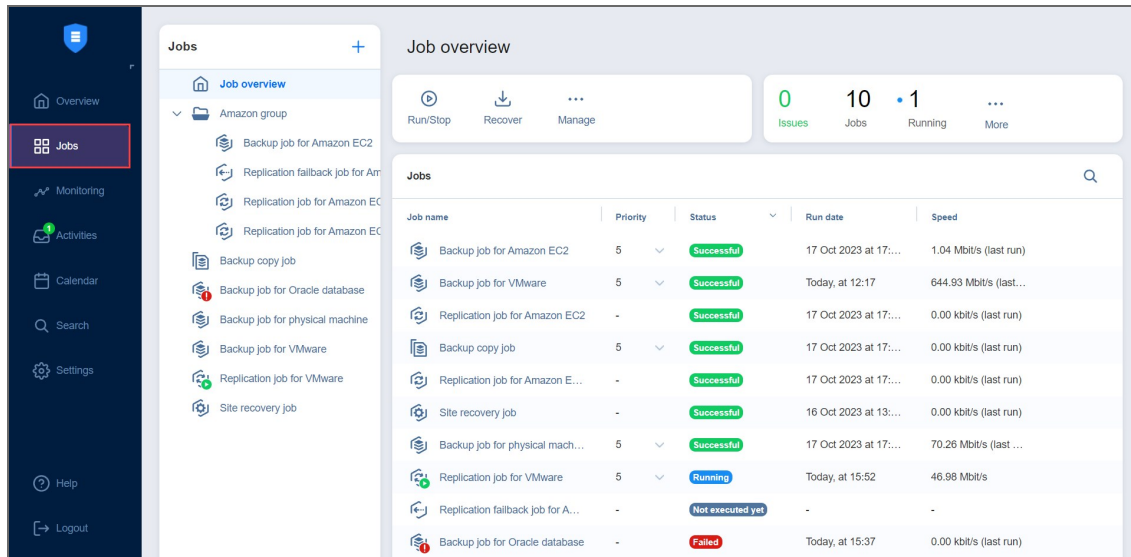 Overview
Jobs
Monitoring
1
Activities
Calendar
Search
Settings
Help
Logout
Jobs +
Job overview
Amazon group
Backup job for Amazon EC2
Replication failback job for Am
Replication job for Amazon EC
Replication job for Amazon EC
Backup copy job
Backup job for Oracle database
Backup job for physical machine
Backup job for VMware
Replication job for VMware
Site recovery job
Job overview
Run/Stop Recover Manage
0 10 1
Issues Jobs Running More
Jobs
Job name Priority Status Run date Speed
Backup job for Amazon EC2 5 Successful 17 Oct 2023 at 17:... 1.04 Mbit/s (last run)
Backup job for VMware 5 Successful Today, at 12:17 644.93 Mbit/s (last...
Replication job for Amazon EC2 - Successful 17 Oct 2023 at 17:... 0.00 kbit/s (last run)
Backup copy job 5 Successful 17 Oct 2023 at 17:... 0.00 kbit/s (last run)
Replication job for Amazon E... - Successful 17 Oct 2023 at 17:... 0.00 kbit/s (last run)
Site recovery job - Successful 16 Oct 2023 at 13:... 0.00 kbit/s (last run)
Backup job for physical mach... 5 Successful 17 Oct 2023 at 17:... 70.26 Mbit/s (last ...
Replication job for VMware 5 Running Today, at 15:52 46.98 Mbit/s
Replication failback job for A... - Not executed yet - -
Backup job for Oracle database - Failed Today, at 15:37 0.00 kbit/s (last run)